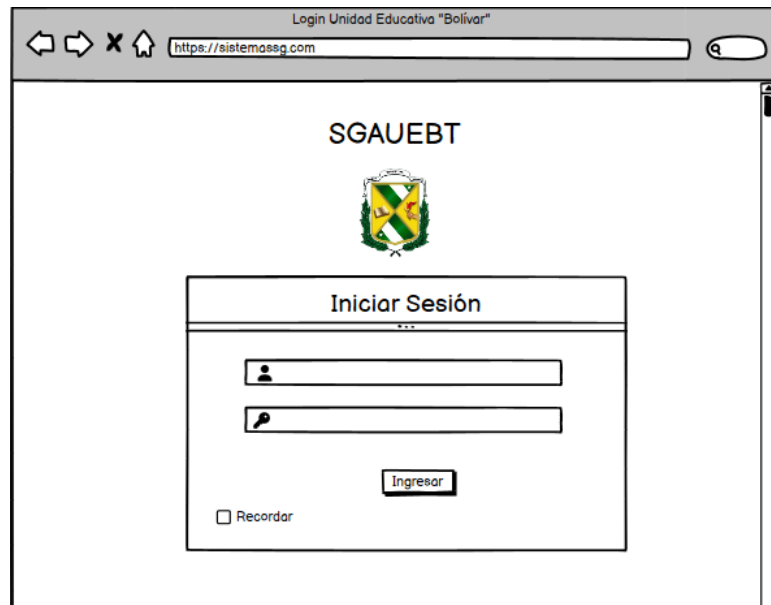 Login Unidad Educativa "Bolívar"
https://sistemassg.com
SGAUEBT
Iniciar Sesión
Ingresar
Recordar